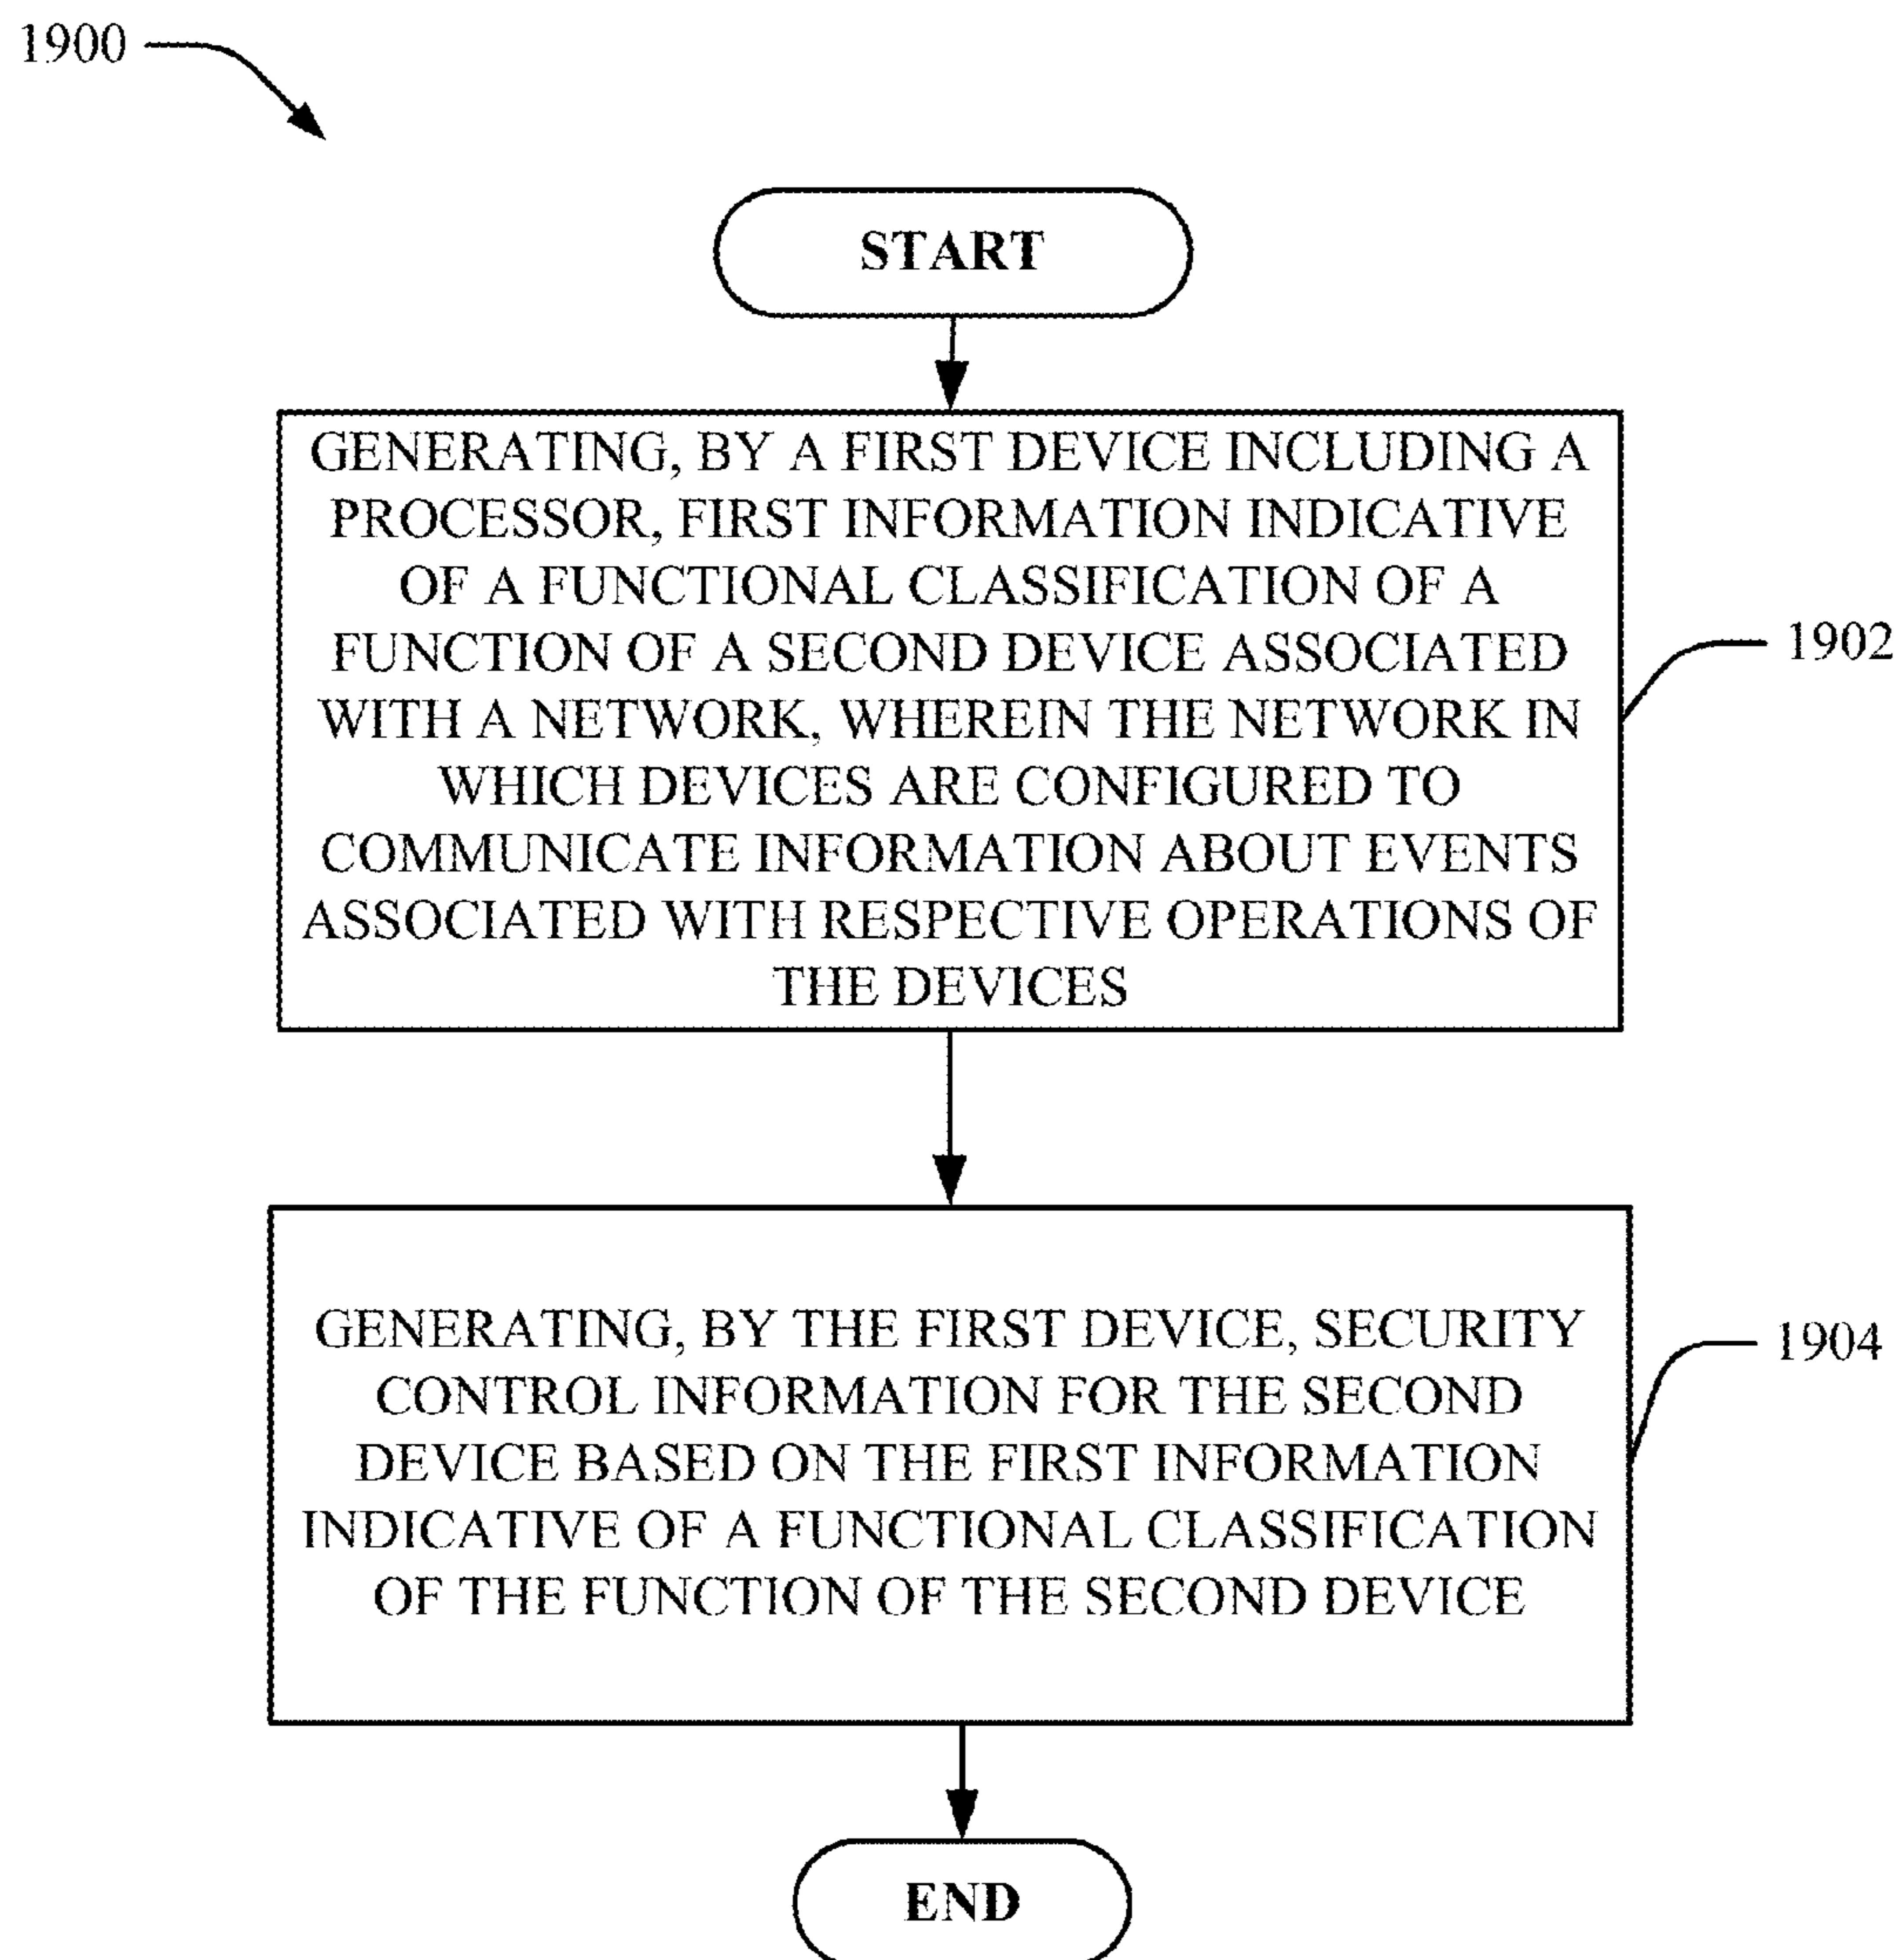 1900
START
GENERATING, BY A FIRST DEVICE INCLUDING A
PROCESSOR, FIRST INFORMATION INDICATIVE
OF A FUNCTIONAL CLASSIFICATION OF A
FUNCTION OF A SECOND DEVICE ASSOCIATED
WITH A NETWORK, WHEREIN THE NETWORK IN
WHICH DEVICES ARE CONFIGURED TO
COMMUNICATE INFORMATION ABOUT EVENTS
ASSOCIATED WITH RESPECTIVE OPERATIONS OF
THE DEVICES
1902
GENERATING, BY THE FIRST DEVICE, SECURITY
CONTROL INFORMATION FOR THE SECOND
DEVICE BASED ON THE FIRST INFORMATION
INDICATIVE OF A FUNCTIONAL CLASSIFICATION
OF THE FUNCTION OF THE SECOND DEVICE
1904
END